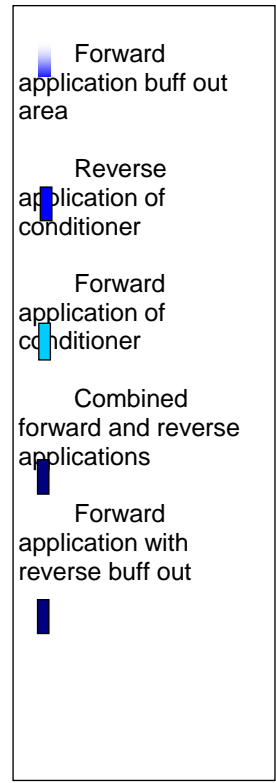 Forward
application buff out
area
Reverse
application of
conditioner
Forward
application of
conditioner
Combined
forward and reverse
applications
Forward
application with
reverse buff out